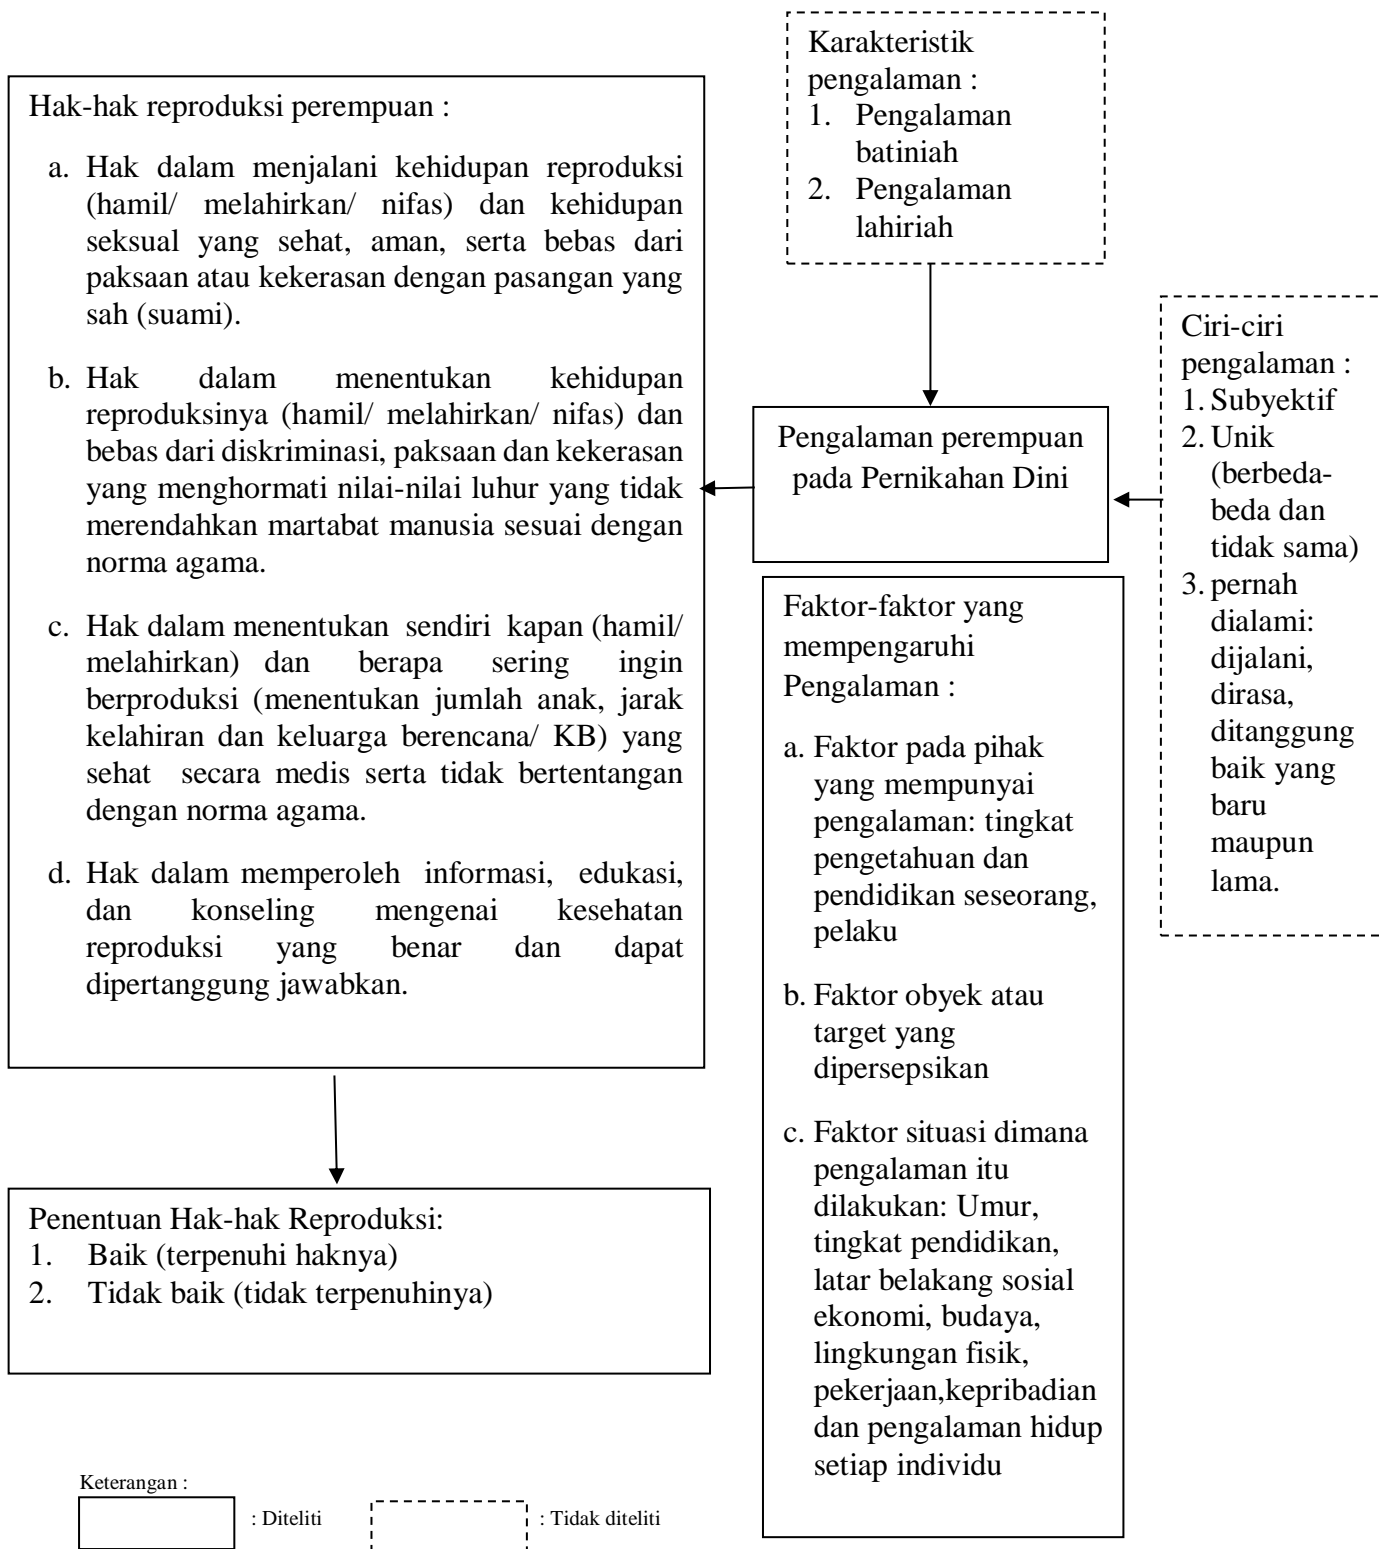 Karakteristik
pengalaman :
1. Pengalaman
batiniah
2. Pengalaman
lahiriah
Hak-hak reproduksi perempuan :
a. Hak dalam menjalani kehidupan reproduksi
(hamil/ melahirkan/ nifas) dan kehidupan
seksual yang sehat, aman, serta bebas dari
paksaan atau kekerasan dengan pasangan yang
sah (suami).
b. Hak dalam menentukan kehidupan
reproduksinya (hamil/ melahirkan/ nifas) dan
bebas dari diskriminasi, paksaan dan kekerasan
yang menghormati nilai-nilai luhur yang tidak
merendahkan martabat manusia sesuai dengan
norma agama.
c. Hak dalam menentukan sendiri kapan (hamil/
melahirkan) dan berapa sering ingin
berproduksi (menentukan jumlah anak, jarak
kelahiran dan keluarga berencana/ KB) yang
sehat secara medis serta tidak bertentangan
dengan norma agama.
d. Hak dalam memperoleh informasi, edukasi,
dan konseling mengenai kesehatan
reproduksi yang benar dan dapat
dipertanggung jawabkan.
Ciri-ciri
pengalaman :
1. Subyektif
2. Unik
(berbeda-
beda dan
tidak sama)
3. pernah
dialami:
dijalani,
dirasa,
ditanggung
baik yang
baru
maupun
lama.
Pengalaman perempuan
pada Pernikahan Dini
Faktor-faktor yang
mempengaruhi
Pengalaman :
a. Faktor pada pihak
yang mempunyai
pengalaman: tingkat
pengetahuan dan
pendidikan seseorang,
pelaku
b. Faktor obyek atau
target yang
dipersepsikan
c. Faktor situasi dimana
pengalaman itu
dilakukan: Umur,
tingkat pendidikan,
latar belakang sosial
ekonomi, budaya,
lingkungan fisik,
pekerjaan,kepribadian
dan pengalaman hidup
setiap individu
Penentuan Hak-hak Reproduksi:
1. Baik (terpenuhi haknya)
2. Tidak baik (tidak terpenuhinya)
Keterangan :
: Diteliti
: Tidak diteliti